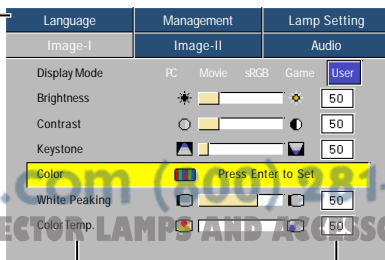 Language Management Lamp Setting
Image-I Image-II Audio
Display Mode PC Movie sRGB Game User
Brightness 50
Contrast 50
Keystone 50
Color Press Enter to Set
.com (800) 281-
White Peaking 50
ECTOR LAMPS AND ACCESSO
Color Temp. 50